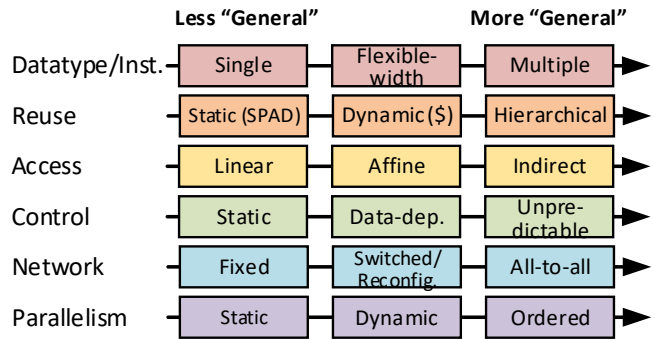 Less “General” More “General”
Datatype/Inst. Single Flexible-width Multiple
Reuse Static (SPAD) Dynamic ($) Hierarchical
Access Linear Affine Indirect
Control Static Data-dep. Unpre-dictable
Network Fixed Switched/Reconfig. All-to-all
Parallelism Static Dynamic Ordered